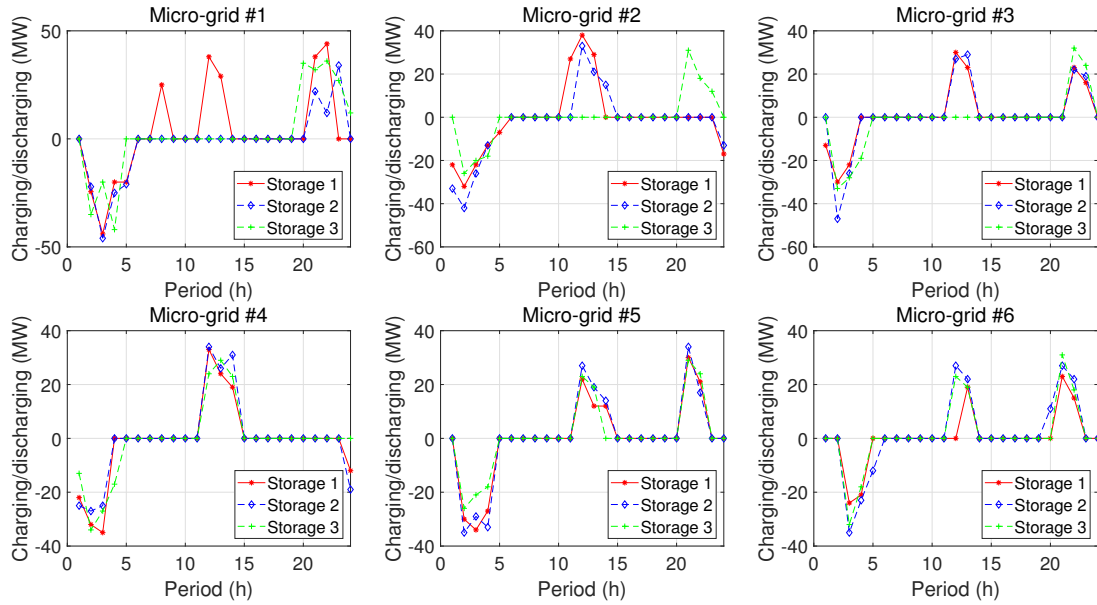 Micro-grid #1
Charging/discharging (MW)
50
0
-50
0 5 10 15 20
Period (h)
Storage 1
Storage 2
Storage 3
Micro-grid #2
Charging/discharging (MW)
40
20
0
-20
-40
-60
0 5 10 15 20
Period (h)
Storage 1
Storage 2
Storage 3
Micro-grid #3
Charging/discharging (MW)
40
20
0
-20
-40
-60
0 5 10 15 20
Period (h)
Storage 1
Storage 2
Storage 3
Micro-grid #4
Charging/discharging (MW)
40
20
0
-20
-40
0 5 10 15 20
Period (h)
Storage 1
Storage 2
Storage 3
Micro-grid #5
Charging/discharging (MW)
40
20
0
-20
-40
0 5 10 15 20
Period (h)
Storage 1
Storage 2
Storage 3
Micro-grid #6
Charging/discharging (MW)
40
20
0
-20
-40
0 5 10 15 20
Period (h)
Storage 1
Storage 2
Storage 3